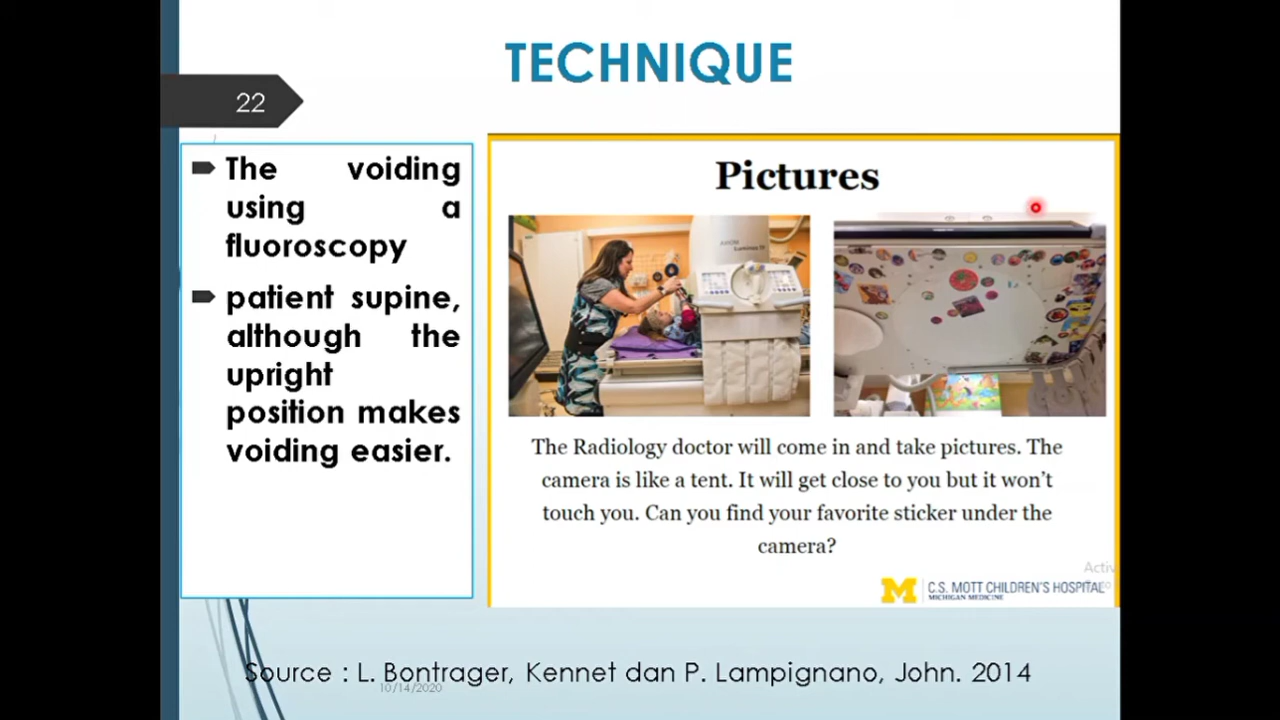 TECHNIQUE
22
The voiding
using a
fluoroscopy
patient supine,
although the
upright
position makes
voiding easier.
Pictures
The Radiology doctor will come in and take pictures. The
camera is like a tent. It will get close to you but it won't
touch you. Can you find your favorite sticker under the
camera?
M C.S. MOTT CHILDREN'S HOSPITAL
MICHIGAN MEDICINE
Source : L. Bontrager, Kennet dan P. Lampignano, John. 2014
10/14/2020